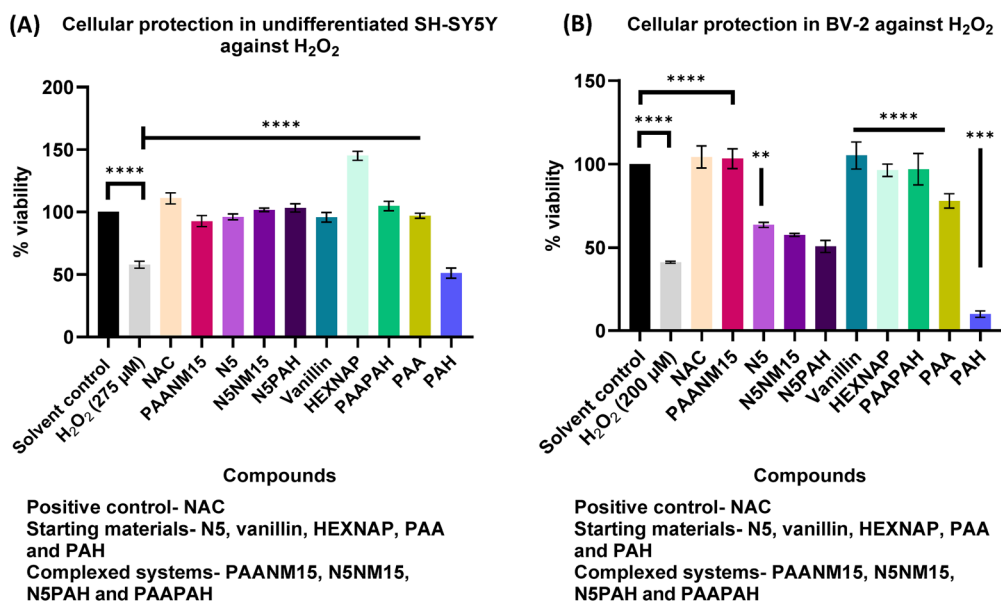 (A) Cellular protection in undifferentiated SH-SY5Y
against H₂O₂
200
150
100
50
0
% viability
****
****
Solvent control
H₂O₂ (275 µM)
NAC
PAANM15
N5
N5NM15
N5PAH
Vanillin
HEXNAP
PAAPAH
PAA
PAH
Compounds
Positive control- NAC
Starting materials- N5, vanillin, HEXNAP, PAA
and PAH
Complexed systems- PAANM15, N5NM15,
N5PAH and PAAPAH
(B) Cellular protection in BV-2 against H₂O₂
150
100
50
0
% viability
****
****
**
****
***
Solvent control
H₂O₂ (200 µM)
NAC
PAANM15
N5
N5NM15
N5PAH
Vanillin
HEXNAP
PAAPAH
PAA
PAH
Compounds
Positive control- NAC
Starting materials- N5, vanillin, HEXNAP, PAA
and PAH
Complexed systems- PAANM15, N5NM15,
N5PAH and PAAPAH